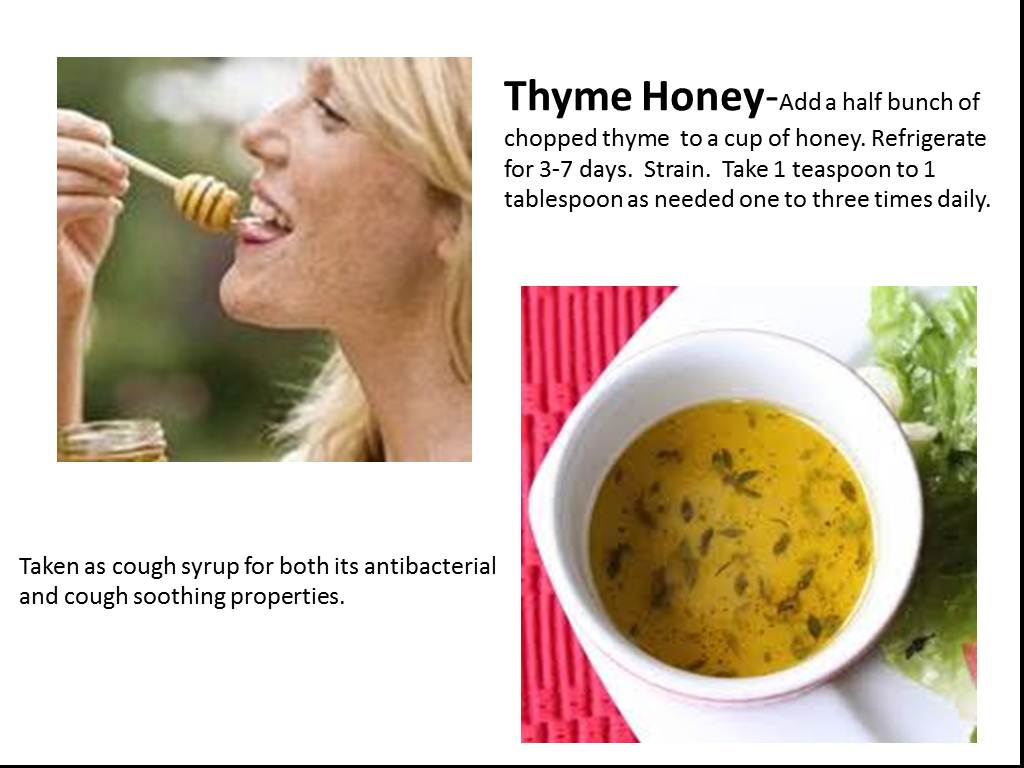 Thyme Honey-Add a half bunch of
chopped thyme to a cup of honey. Refrigerate
for 3-7 days. Strain. Take 1 teaspoon to 1
tablespoon as needed one to three times daily.
Taken as cough syrup for both its antibacterial
and cough soothing properties.